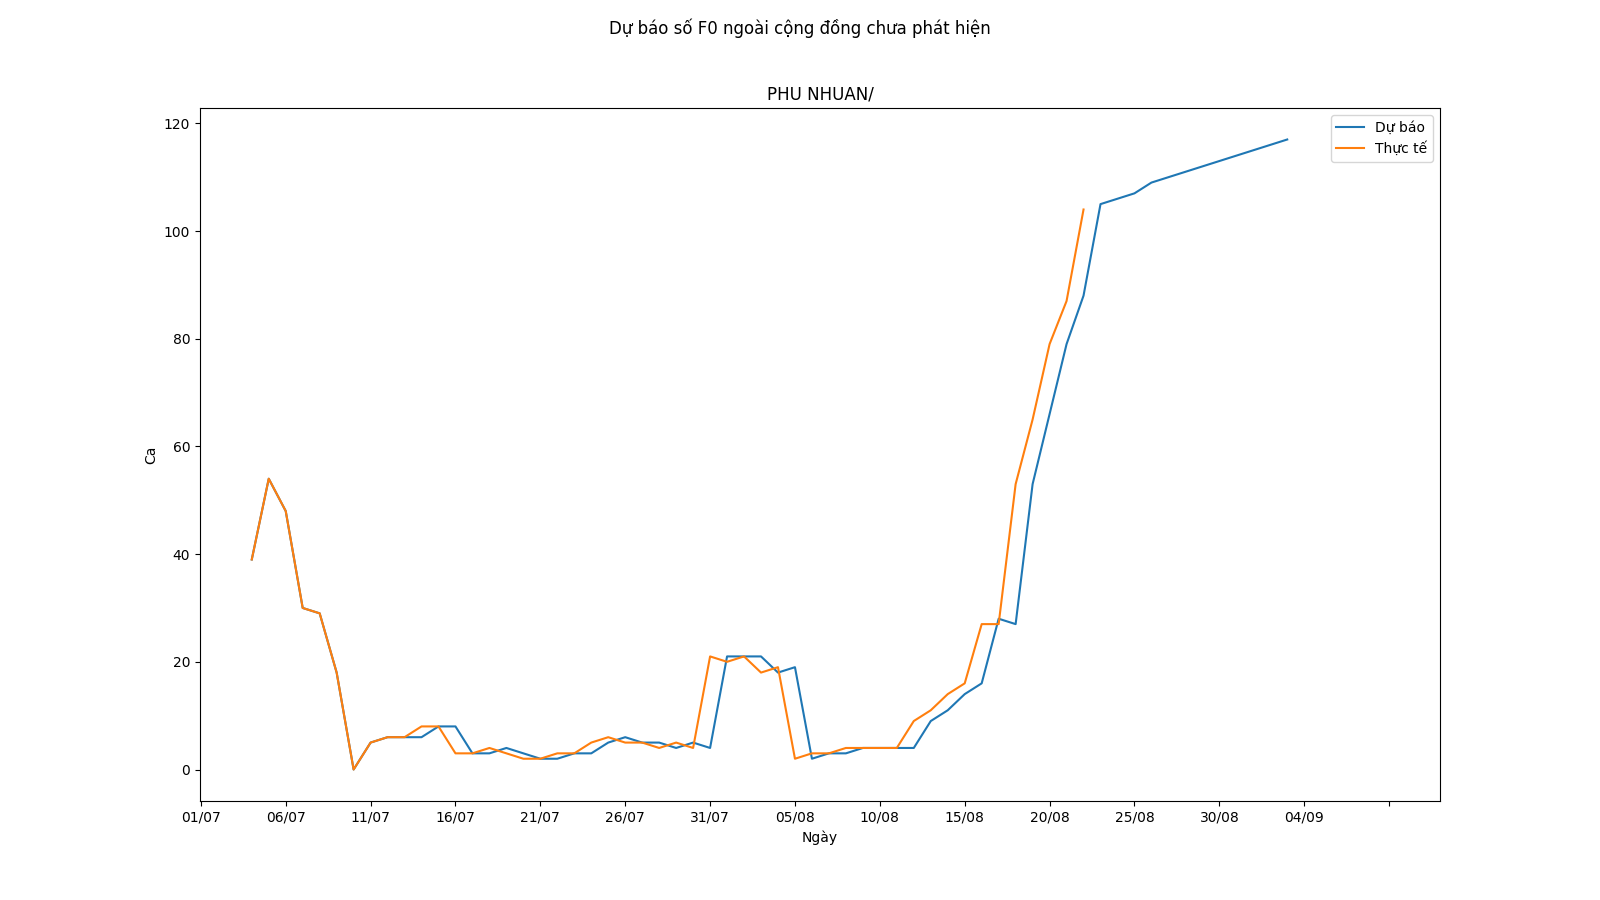 Dự báo số F0 ngoài cộng đồng chưa phát hiện
PHU NHUAN/
Dự báo
Thực tế
120
100
80
60
40
20
0
Ca
01/07 06/07 11/07 16/07 21/07 26/07 31/07 05/08 10/08 15/08 20/08 25/08 30/08 04/09
Ngày